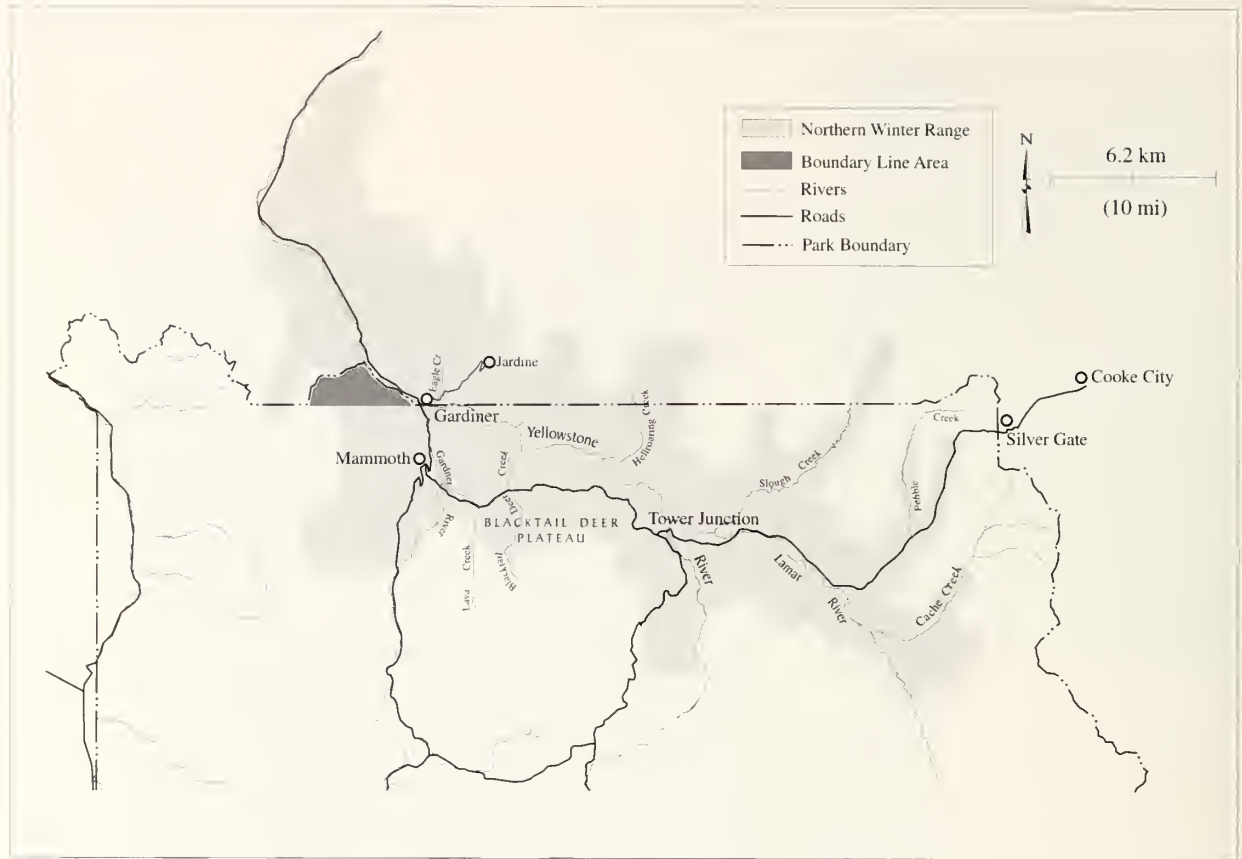 Northern Winter Range
Boundary Line Area
Rivers
Roads
Park Boundary
N
6.2 km
(10 mi)
Eagle Cr
Jardine
Cooke City
Gardiner
Silver Gate
Hellroaring Creek
Creek
Pebble
Yellowstone
Mammoth
Gardner
River
Slough Creek
Blacktail
Deer
Creek
BLACKTAIL DEER
PLATEAU
Tower Junction
River
Lava Creek
Lamar
River
Cache Creek